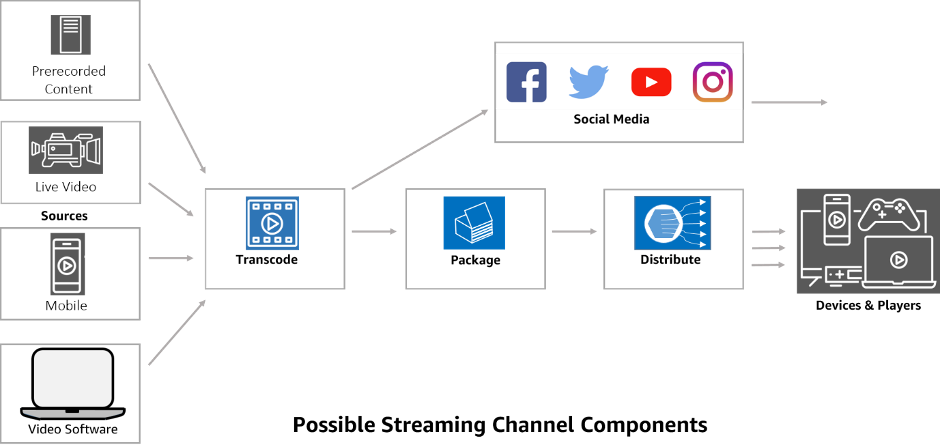 Prerecorded
Content
Live Video
Sources
Mobile
Video Software
Transcode
Social Media
Package
Distribute
Devices & Players
Possible Streaming Channel Components